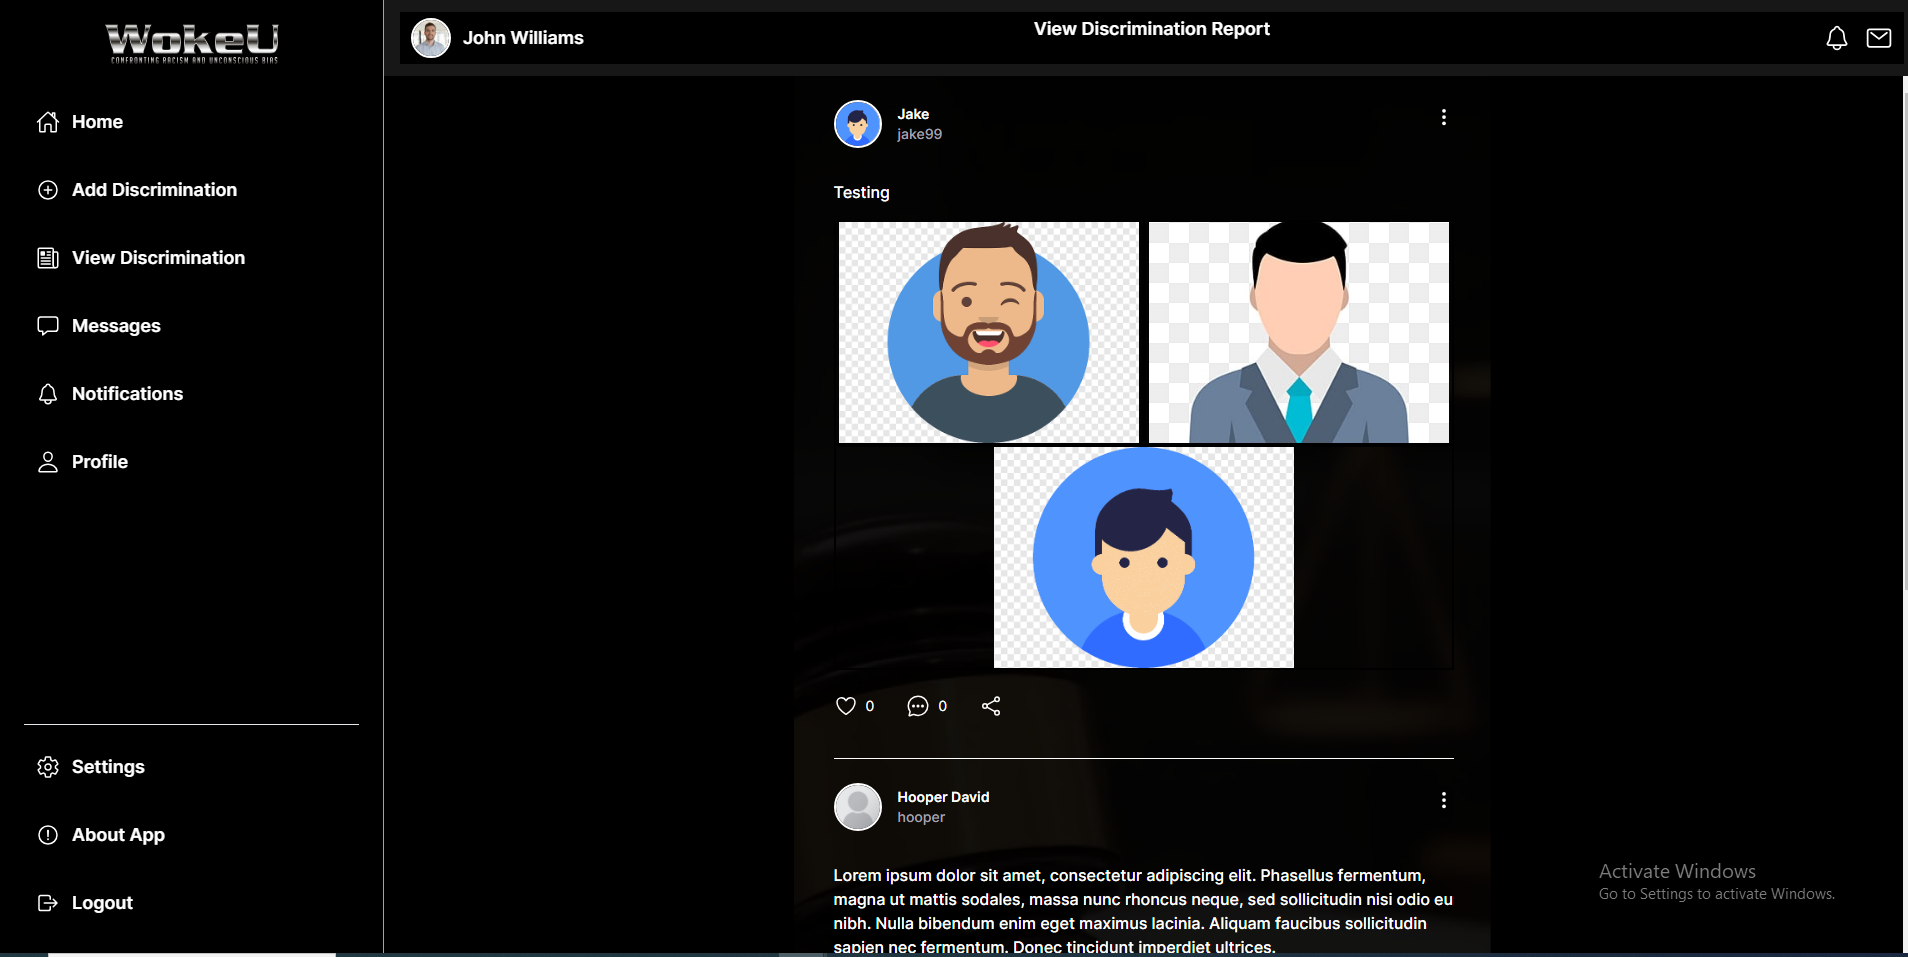 WokeU
CONFRONTING RACISM AND UNCONSCIOUS BIAS
Home
Add Discrimination
View Discrimination
Messages
Notifications
Profile
Settings
About App
Logout
John Williams
View Discrimination Report
Jake
jake99
Testing
0
0
Hooper David
hooper
Lorem ipsum dolor sit amet, consectetur adipiscing elit. Phasellus fermentum,
magna ut mattis sodales, massa nunc rhoncus neque, sed sollicitudin nisi odio eu
nibh. Nulla bibendum enim eget maximus lacinia. Aliquam faucibus sollicitudin
sapien nec fermentum. Donec tincidunt imperdiet ultrices.
Activate Windows
Go to Settings to activate Windows.